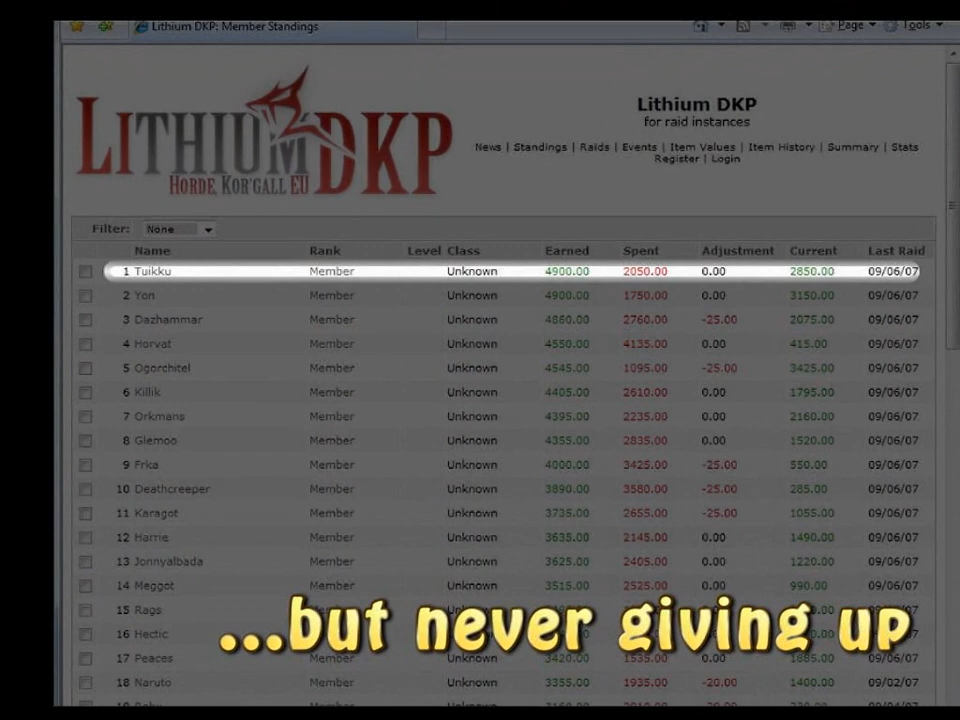 Lithium DKP: Member Standings
Page Tools
LITHIUM DKP
HORDE, KOR'GALL EU
Lithium DKP
for raid instances
News | Standings | Raids | Events | Item Values | Item History | Summary | Stats
Register | Login
Filter: None
Name Rank Level Class Earned Spent Adjustment Current Last Raid
1 Tuikku Member Unknown 4900.00 2050.00 0.00 2850.00 09/06/07
2 Yon Member Unknown 4900.00 1750.00 0.00 3150.00 09/06/07
3 Dazhammar Member Unknown 4860.00 2760.00 -25.00 2075.00 09/06/07
4 Horvat Member Unknown 4550.00 4135.00 0.00 415.00 09/06/07
5 Ogorchitel Member Unknown 4545.00 1095.00 -25.00 3425.00 09/06/07
6 Killik Member Unknown 4405.00 2610.00 0.00 1795.00 09/06/07
7 Orkmans Member Unknown 4395.00 2235.00 0.00 2160.00 09/06/07
8 Glemoo Member Unknown 4355.00 2835.00 0.00 1520.00 09/06/07
9 Frka Member Unknown 4000.00 3425.00 -25.00 550.00 09/06/07
10 Deathcreeper Member Unknown 3890.00 3580.00 -25.00 285.00 09/06/07
11 Karagot Member Unknown 3735.00 2655.00 -25.00 1055.00 09/06/07
12 Harrie Member Unknown 3635.00 2145.00 0.00 1490.00 09/06/07
13 Jonnyalbada Member Unknown 3625.00 2405.00 0.00 1220.00 09/06/07
14 Meggot Member Unknown 3515.00 2525.00 0.00 990.00 09/06/07
15 Rags 09/06/07
...but never giving up
16 Hectic
17 Peaces Member Unknown 3420.00 1535.00 0.00 1885.00 09/06/07
18 Naruto Member Unknown 3355.00 1935.00 -20.00 1400.00 09/02/07